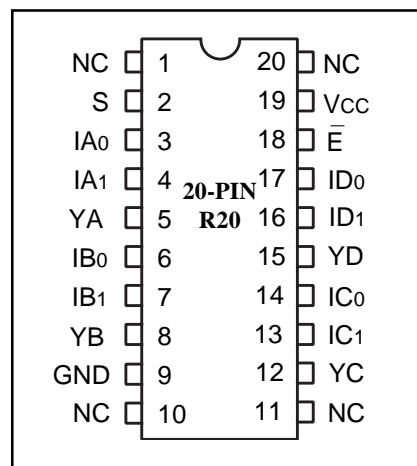 NC 1 20 NC
S 2 19 VCC
IA0 3 18 E̅
IA1 4 17 ID0
20-PIN
YA 5 16 ID1
R20
IB0 6 15 YD
IB1 7 14 IC0
YB 8 13 IC1
GND 9 12 YC
NC 10 11 NC